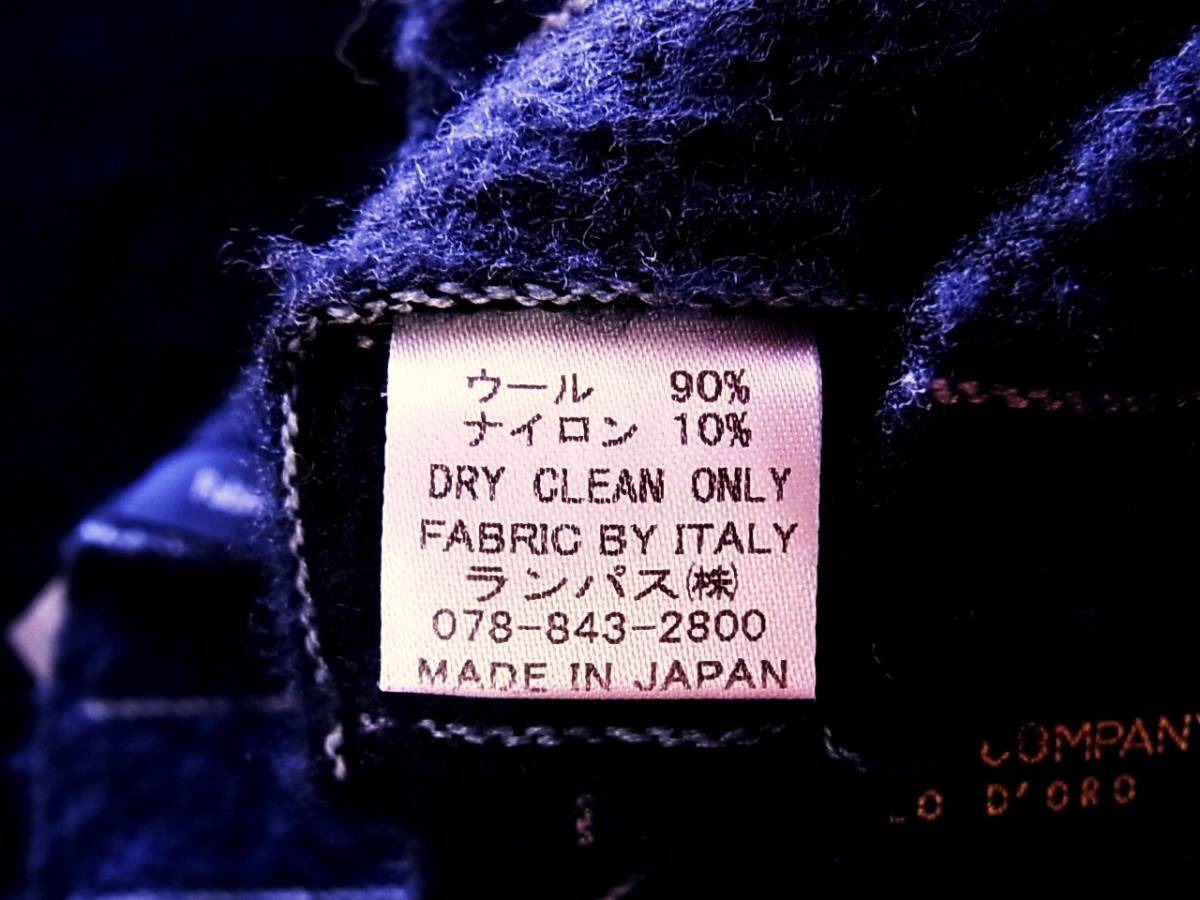 ウール 90%
ナイロン 10%
DRY CLEAN ONLY
FABRIC BY ITALY
ランパス㈱
078-843-2800
MADE IN JAPAN
D'ORO